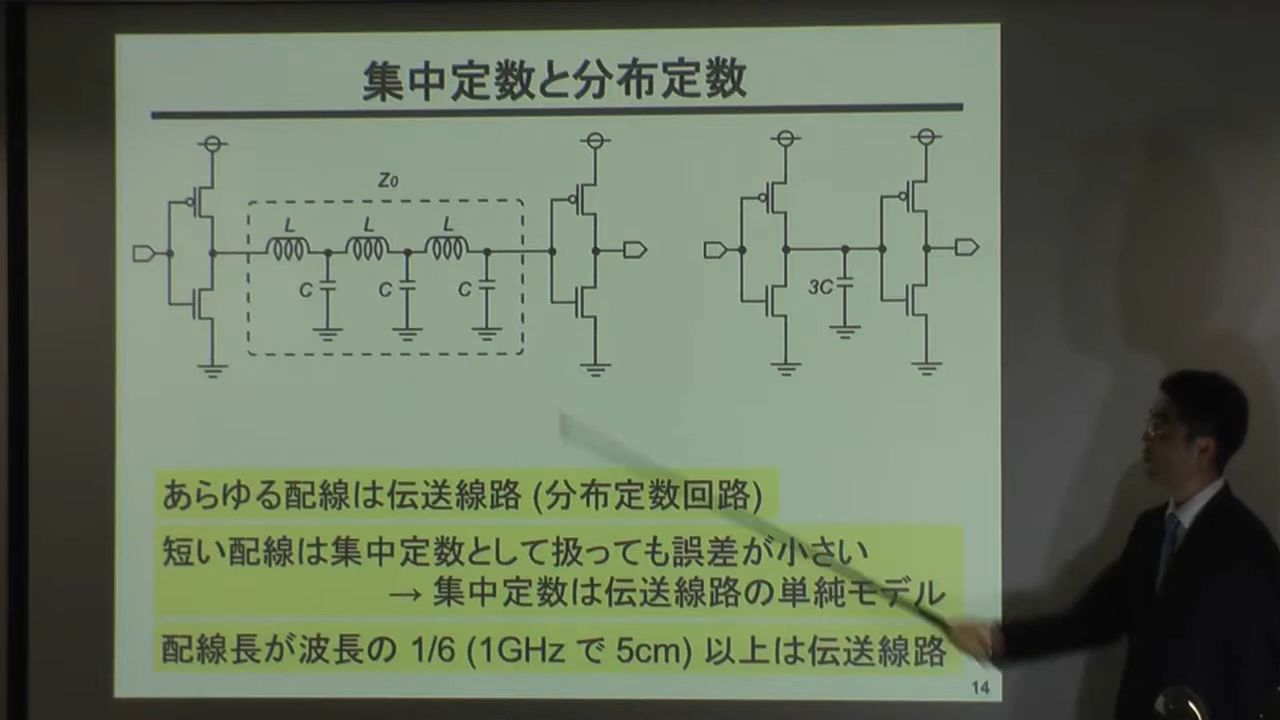 集中定数と分布定数
Z0
L L L
C C C
3C
あらゆる配線は伝送線路 (分布定数回路)
短い配線は集中定数として扱っても誤差が小さい
→ 集中定数は伝送線路の単純モデル
配線長が波長の 1/6 (1GHz で 5cm) 以上は伝送線路
14